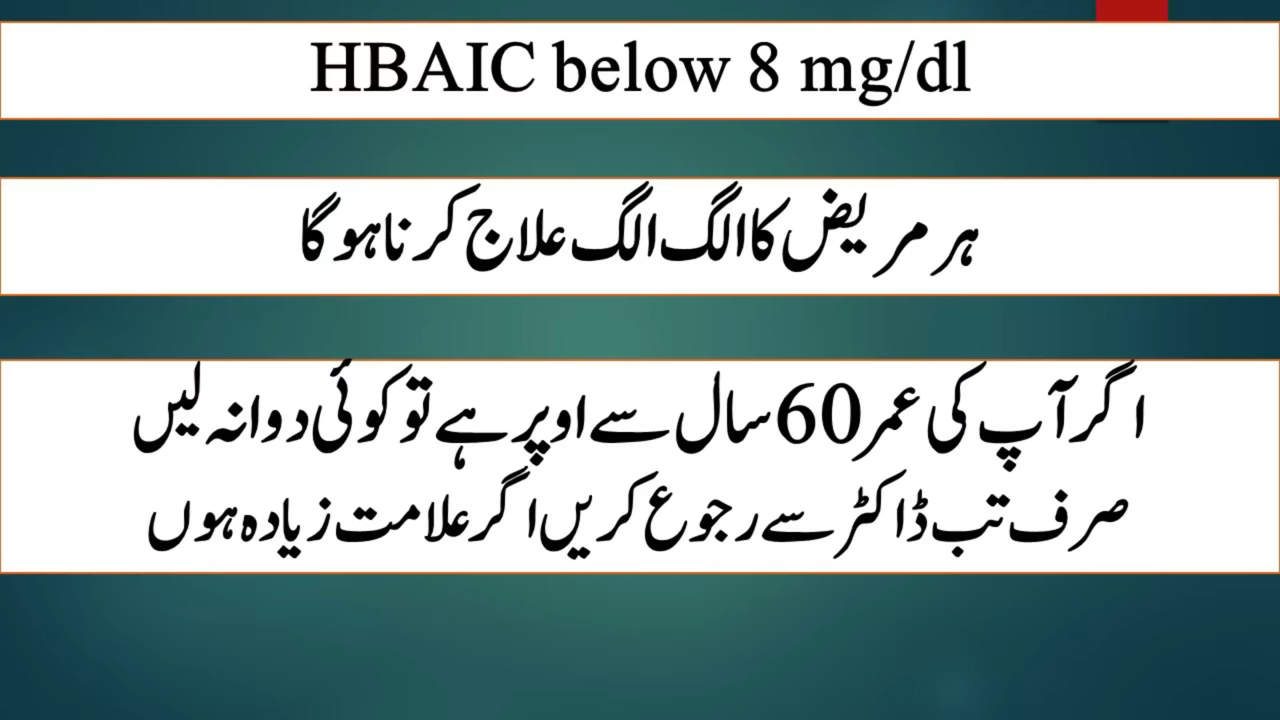 HBAIC below 8 mg/dl
ہر مریض کا الگ الگ علاج کرنا ہو گا
اگر آپ کی عمر 60 سال سے اوپر ہے تو کوئی دوا نہ لیں
صرف تب ڈاکٹر سے رجوع کریں اگر علامت زیادہ ہوں